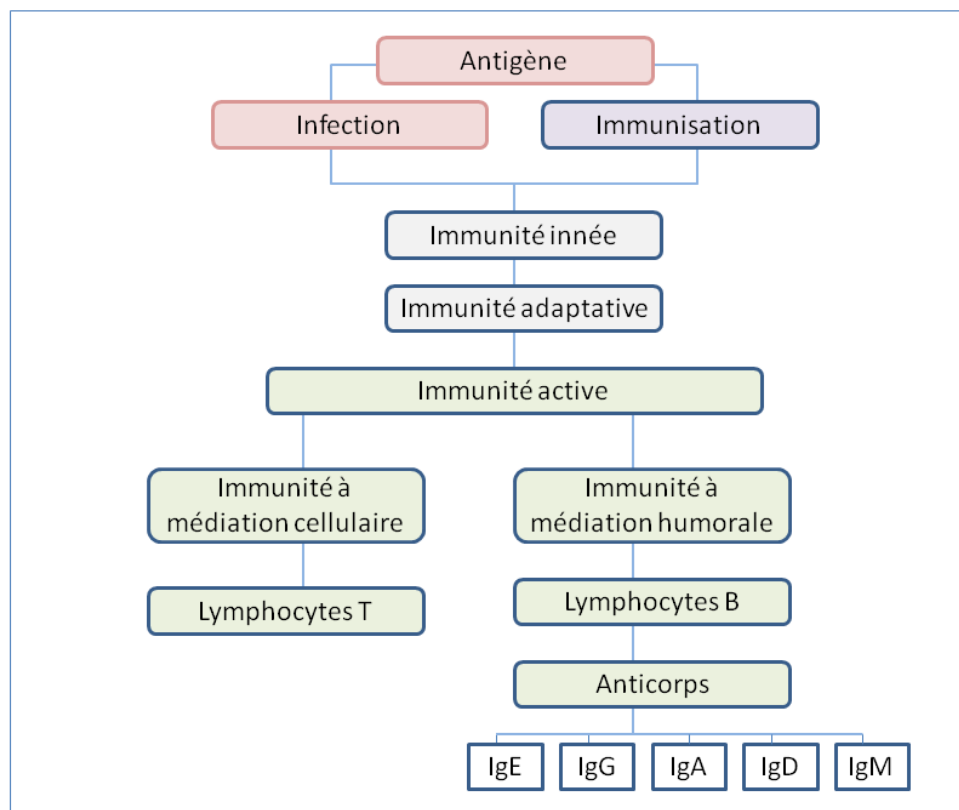 Antigène
Infection
Immunisation
Immunité innée
Immunité adaptative
Immunité active
Immunité à
médiation cellulaire
Immunité à
médiation humorale
Lymphocytes T
Lymphocytes B
Anticorps
IgE
IgG
IgA
IgD
IgM